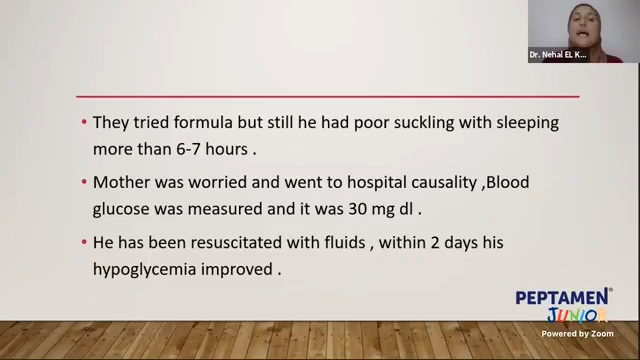 Dr. Nehal EL K...
• They tried formula but still he had poor suckling with sleeping
more than 6-7 hours .
• Mother was worried and went to hospital causality ,Blood
glucose was measured and it was 30 mg dl .
• He has been resuscitated with fluids , within 2 days his
hypoglycemia improved .
PEPTAMEN®
JUNIOR
Powered by Zoom